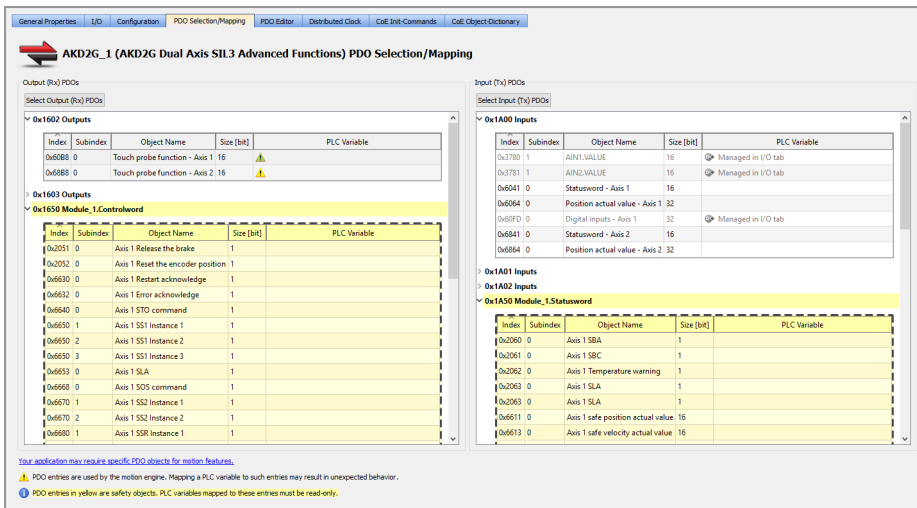 General Properties I/O Configuration PDO Selection/Mapping PDO Editor Distributed Clock CoE Init-Commands CoE Object-Dictionary
AKD2G_1 (AKD2G Dual Axis SIL3 Advanced Functions) PDO Selection/Mapping
Output (Rx) PDOs
Select Output (Rx) PDOs
0x1602 Outputs
Index Subindex Object Name Size [bit] PLC Variable
0x60B8 0 Touch probe function - Axis 1 16
0x68B8 0 Touch probe function - Axis 2 16
0x1603 Outputs
0x1650 Module_1.Controlword
Index Subindex Object Name Size [bit] PLC Variable
0x2051 0 Axis 1 Release the brake 1
0x2052 0 Axis 1 Reset the encoder position 1
0x6630 0 Axis 1 Restart acknowledge 1
0x6632 0 Axis 1 Error acknowledge 1
0x6640 0 Axis 1 STO command 1
0x6650 1 Axis 1 SS1 Instance 1 1
0x6650 2 Axis 1 SS1 Instance 2 1
0x6650 3 Axis 1 SS1 Instance 3 1
0x6653 0 Axis 1 SLA 1
0x6668 0 Axis 1 SOS command 1
0x6670 1 Axis 1 SS2 Instance 1 1
0x6670 2 Axis 1 SS2 Instance 2 1
0x6680 1 Axis 1 SSR Instance 1 1
Input (Tx) PDOs
Select Input (Tx) PDOs
0x1A00 Inputs
Index Subindex Object Name Size [bit] PLC Variable
0x3780 1 AIN1.VALUE 16 Managed in I/O tab
0x3781 1 AIN2.VALUE 16 Managed in I/O tab
0x6041 0 Statusword - Axis 1 16
0x6064 0 Position actual value - Axis 1 32
0x60FD 0 Digital inputs - Axis 1 32 Managed in I/O tab
0x6841 0 Statusword - Axis 2 16
0x6864 0 Position actual value - Axis 2 32
0x1A01 Inputs
0x1A02 Inputs
0x1A50 Module_1.Statusword
Index Subindex Object Name Size [bit] PLC Variable
0x2060 0 Axis 1 SBA 1
0x2061 0 Axis 1 SBC 1
0x2062 0 Axis 1 Temperature warning 1
0x2063 0 Axis 1 SLA 1
0x2063 0 Axis 1 SLA 1
0x6611 0 Axis 1 safe position actual value 16
0x6613 0 Axis 1 safe velocity actual value 16
Your application may require specific PDO objects for motion features.
PDO entries are used by the motion engine. Mapping a PLC variable to such entries may result in unexpected behavior.
PDO entries in yellow are safety objects. PLC variables mapped to these entries must be read-only.